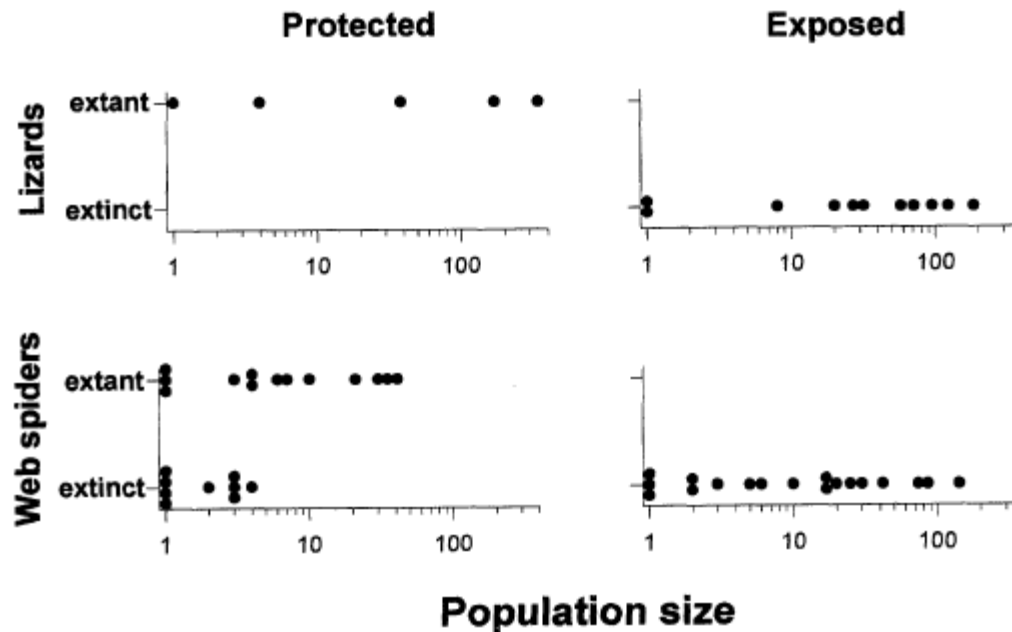 Protected Exposed
Lizards
extant
extinct
1 10 100
1 10 100
Web spiders
extant
extinct
1 10 100
1 10 100
Population size